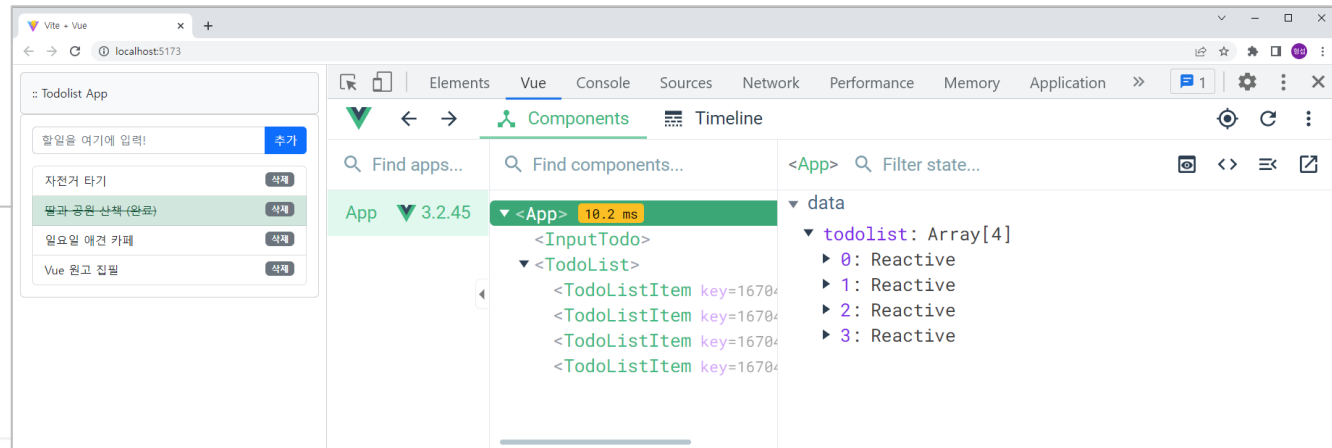 Vite + Vue
localhost:5173
형섭
:: Todolist App
할일을 여기에 입력!
추가
자전거 타기
삭제
딸과 공원 산책 (완료)
삭제
일요일 애견 카페
삭제
Vue 원고 집필
삭제
Elements Vue Console Sources Network Performance Memory Application
1
Components Timeline
Find apps...
Find components...
<App> Filter state...
App 3.2.45
<App> 10.2 ms
<InputTodo>
<TodoList>
<TodoListItem key=16704
<TodoListItem key=16704
<TodoListItem key=16704
<TodoListItem key=16704
data
todolist: Array[4]
0: Reactive
1: Reactive
2: Reactive
3: Reactive